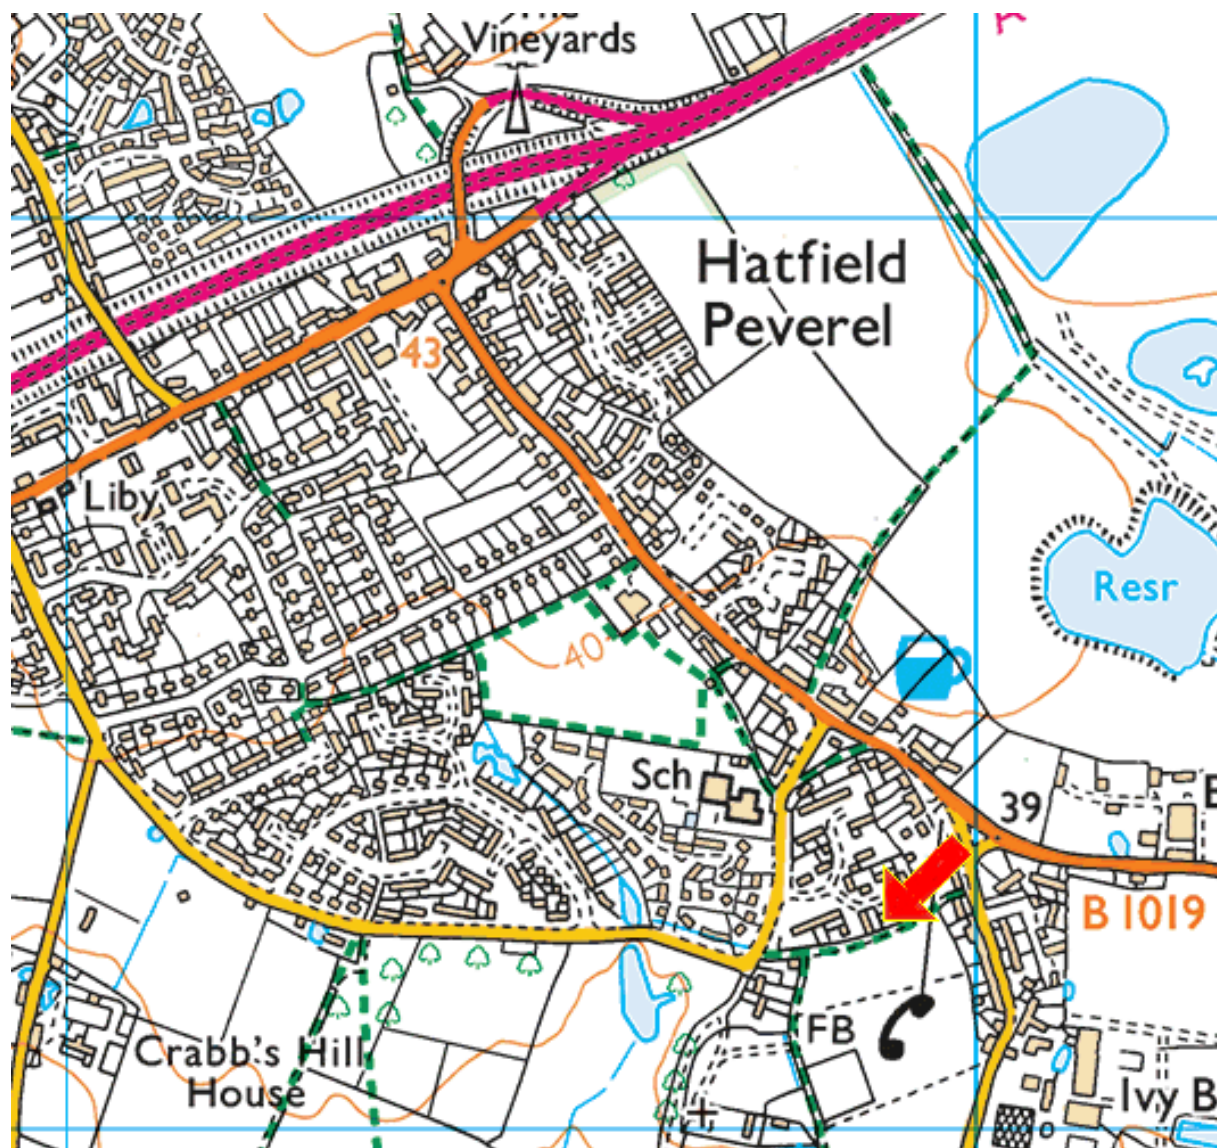 Vineyards
Hatfield
Peverel
43
Liby
Resr
40
Sch
39
B 1019
FB
Crabb's Hill
House
Ivy B